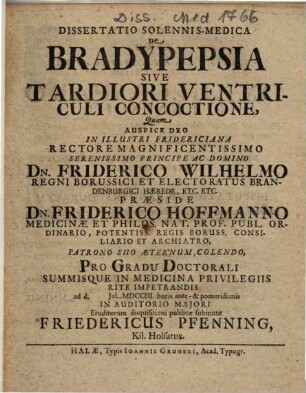 Diss. Med 1766
DISSERTATIO SOLENNIS-MEDICA
De
BRADYPEPSIA
SIVE
TARDIORI VENTRI-
CULI CONCOCTIONE,
Quam
AUSPICE DEO
IN ILLUSTRI FRIDERICIANA
RECTORE MAGNIFICENTISSIMO
SERENISSIMO PRINCIPE AC DOMINO
DN. FRIDERICO WILHELMO
REGNI BORUSSICI ET ELECTORATUS BRAN-
DENBURGICI HÆREDE, ETC. ETC.
PRÆSIDE
DN. FRIDERICO HOFFMANNO
MEDICINÆ ET PHILOS. NAT. PROF. PUBL. OR-
DINARIO, POTENTISS. REGIS BORUSS. CONSI-
LIARIO ET ARCHIATRO,
PATRONO SUO ÆTERNUM, COLENDO,
PRO GRADU DOCTORALI
SUMMISQUE IN MEDICINA PRIVILEGIIS
RITE IMPETRANDIS
ad d. Jul. MDCCIII. horis ante- & pomeridianis
IN AUDITORIO MAJORI
Eruditorum disquisitioni publicæ submittit
FRIEDERICUS PFENNING,
Kil. Holsatus.
HALÆ, Typis IOANNIS GRUNERI, Acad. Typogr.